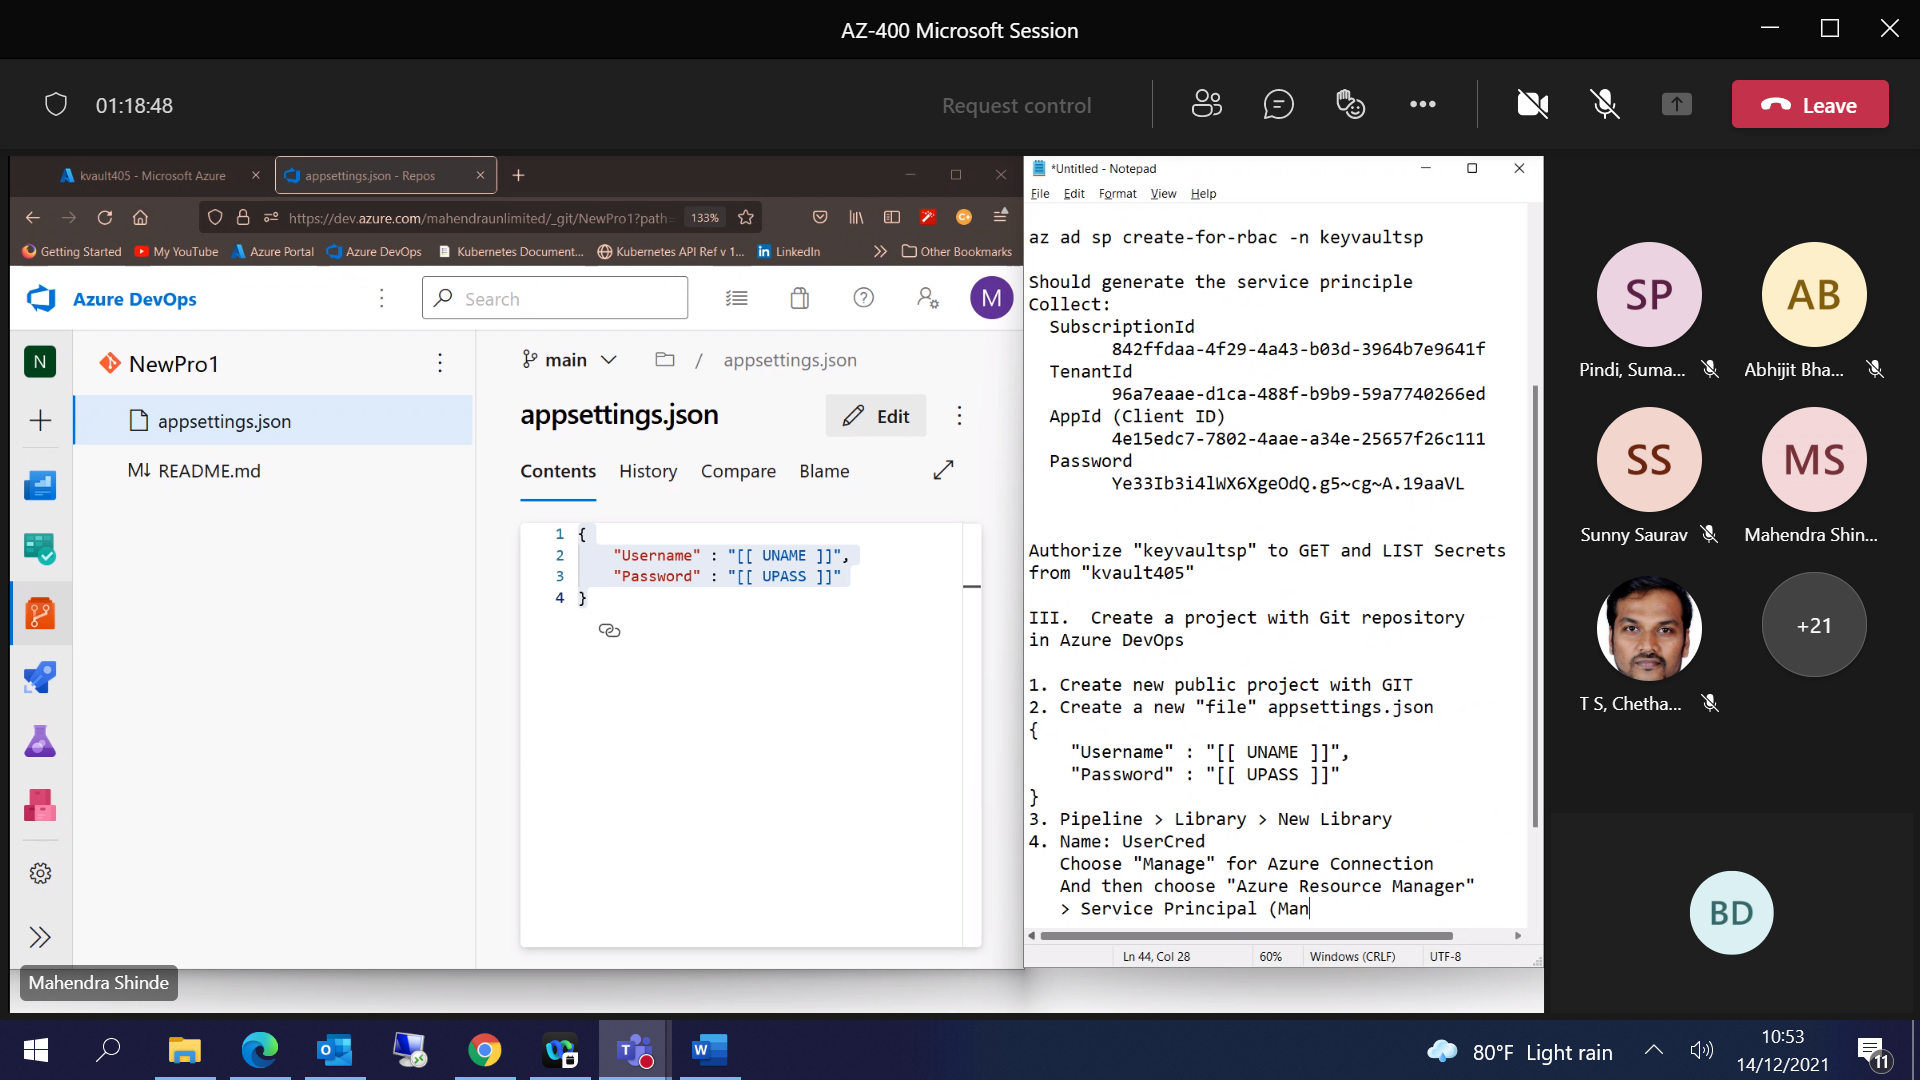 AZ-400 Microsoft Session
01:18:48
Request control
Leave
kvault405 - Microsoft Azure
appsettings.json - Repos
https://dev.azure.com/mahendraunlimited/_git/NewPro1?path=
133%
Getting Started
My YouTube
Azure Portal
Azure DevOps
Kubernetes Document...
Kubernetes API Ref v 1...
LinkedIn
Other Bookmarks
Azure DevOps
Search
M
N
NewPro1
appsettings.json
README.md
main
/ appsettings.json
appsettings.json
Edit
Contents
History
Compare
Blame
1 {
2 "Username" : "[[ UNAME ]]",
3 "Password" : "[[ UPASS ]]"
4 }
Mahendra Shinde
*Untitled - Notepad
File Edit Format View Help
az ad sp create-for-rbac -n keyvaultsp
Should generate the service principle
Collect:
SubscriptionId
842ffdaa-4f29-4a43-b03d-3964b7e9641f
TenantId
96a7eaae-d1ca-488f-b9b9-59a7740266ed
AppId (Client ID)
4e15edc7-7802-4aae-a34e-25657f26c111
Password
Ye33Ib3i4lWX6XgeOdQ.g5~cg~A.19aaVL
Authorize "keyvaultsp" to GET and LIST Secrets
from "kvault405"
III. Create a project with Git repository
in Azure DevOps
1. Create new public project with GIT
2. Create a new "file" appsettings.json
{
"Username" : "[[ UNAME ]]",
"Password" : "[[ UPASS ]]"
}
3. Pipeline > Library > New Library
4. Name: UserCred
Choose "Manage" for Azure Connection
And then choose "Azure Resource Manager"
> Service Principal (Man
Ln 44, Col 28
60%
Windows (CRLF)
UTF-8
SP
Pindi, Suma...
AB
Abhijit Bha...
SS
Sunny Saurav
MS
Mahendra Shin...
T S, Chetha...
+21
BD
80°F Light rain
10:53
14/12/2021
11